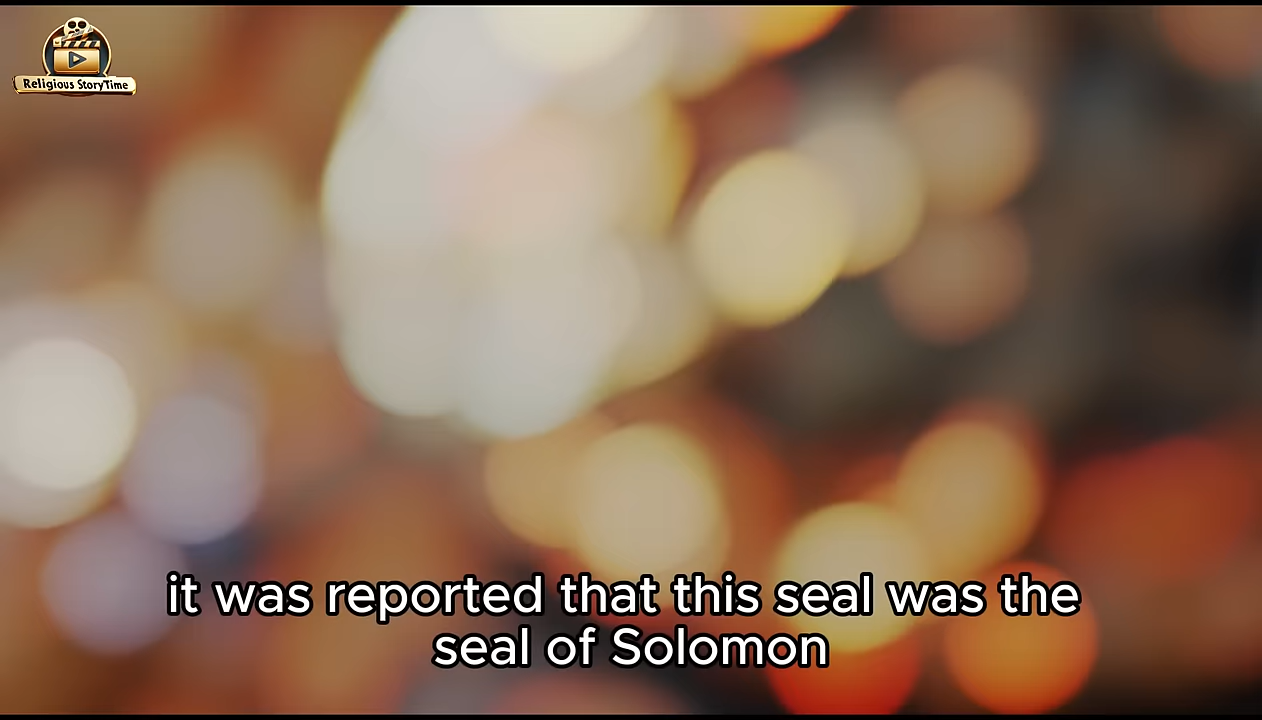 Religious StoryTime
it was reported that this seal was the
seal of Solomon